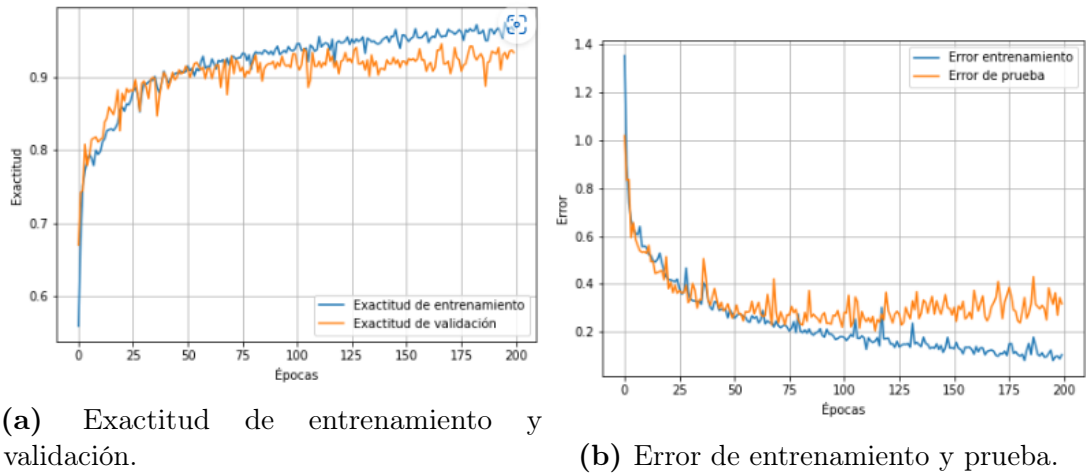 Exactitud
0.9
0.8
0.7
0.6
Exactitud de entrenamiento
Exactitud de validación
0 25 50 75 100 125 150 175 200
Épocas
(a) Exactitud de entrenamiento y
validación.
Error
1.4
1.2
1.0
0.8
0.6
0.4
0.2
Error entrenamiento
Error de prueba
0 25 50 75 100 125 150 175 200
Épocas
(b) Error de entrenamiento y prueba.